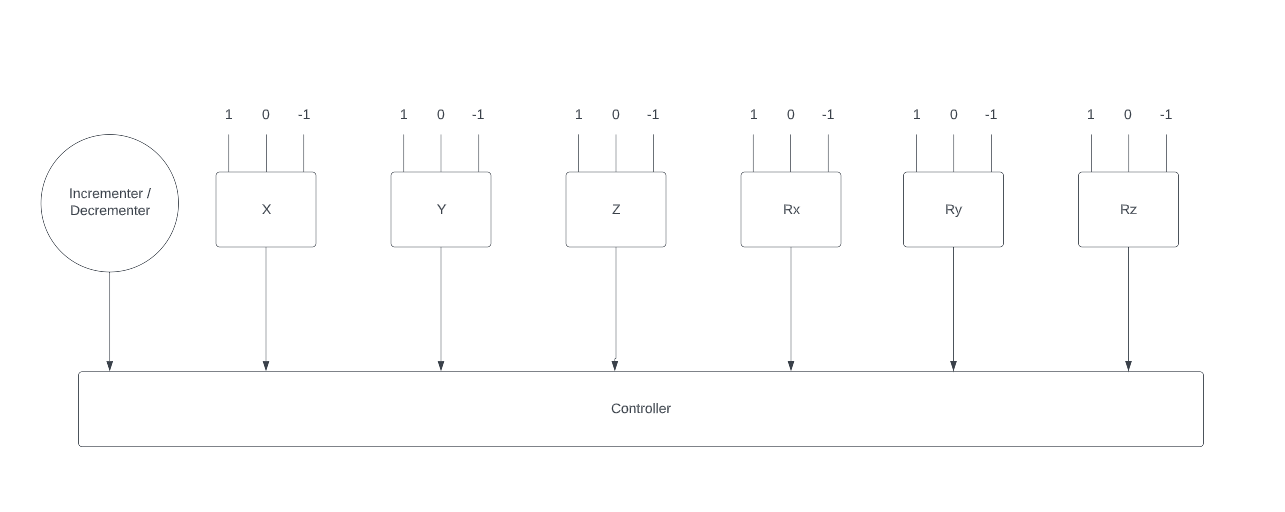 1 0 -1 1 0 -1 1 0 -1 1 0 -1 1 0 -1 1 0 -1
Incrementer /
Decrementer
X Y Z Rx Ry Rz
Controller